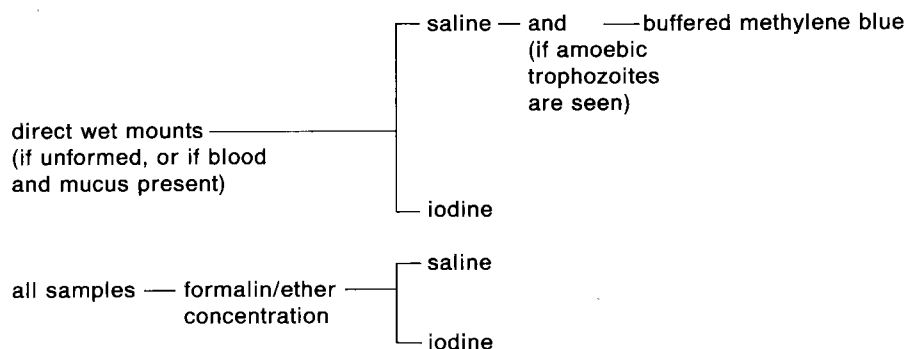 saline — and — buffered methylene blue
(if amoebic
trophozoites
are seen)
direct wet mounts
(if unformed, or if blood
and mucus present)
iodine
saline
all samples — formalin/ether
concentration
iodine